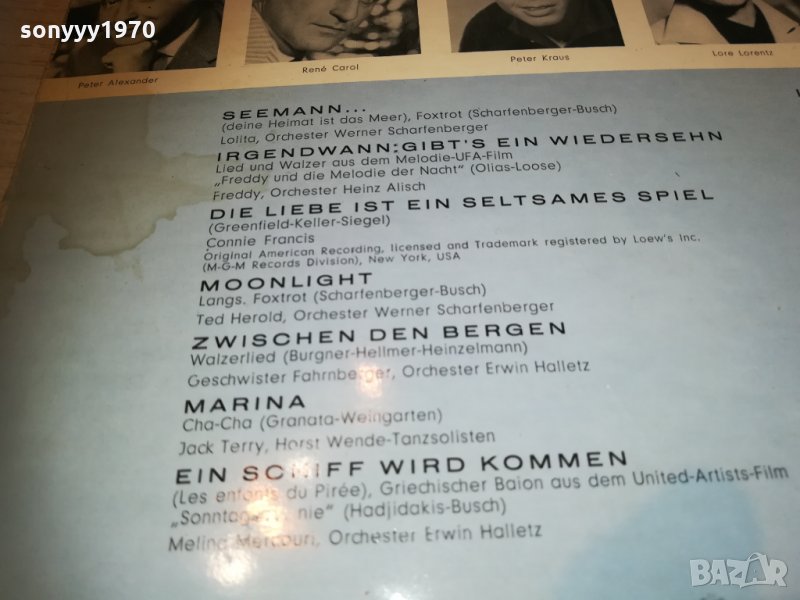 sonyyy1970
Peter Alexander
René Carol
Peter Kraus
Lore Lorentz
SEEMANN...
(deine Heimat ist das Meer), Foxtrot (Scharfenberger-Busch)
Lolita, Orchester Werner Scharfenberger
IRGENDWANN GIBT'S EIN WIEDERSEHN
Lied und Walzer aus dem Melodie-UFA-Film
„Freddy und die Melodie der Nacht" (Olias-Loose)
Freddy, Orchester Heinz Alisch
DIE LIEBE IST EIN SELTSAMES SPIEL
(Greenfield-Keller-Siegel)
Connie Francis
Original American Recording, licensed and Trademark registered by Loew's Inc.
(M-G-M Records Division), New York, USA
MOONLIGHT
Langs. Foxtrot (Scharfenberger-Busch)
Ted Herold, Orchester Werner Scharfenberger
ZWISCHEN DEN BERGEN
Walzerlied (Burgner-Hellmer-Heinzelmann)
Geschwister Fahrnberger, Orchester Erwin Halletz
MARINA
Cha-Cha (Granata-Weingarten)
Jack Terry, Horst Wende-Tanzsolisten
EIN SCHIFF WIRD KOMMEN
(Les enfants du Pirée), Griechischer Baion aus dem United-Artists-Film
„Sonntags nie" (Hadjidakis-Busch)
Melina Mercouri, Orchester Erwin Halletz
BAZAR